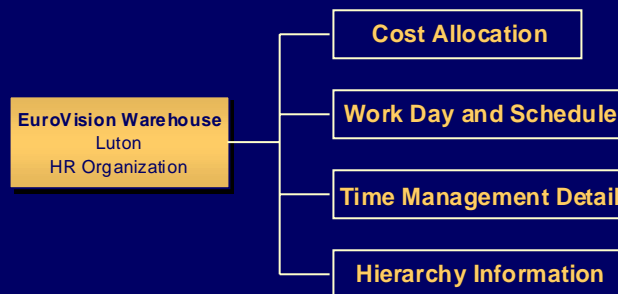 Cost Allocation
EuroVision Warehouse
Luton
HR Organization
Work Day and Schedule
Time Management Detail
Hierarchy Information